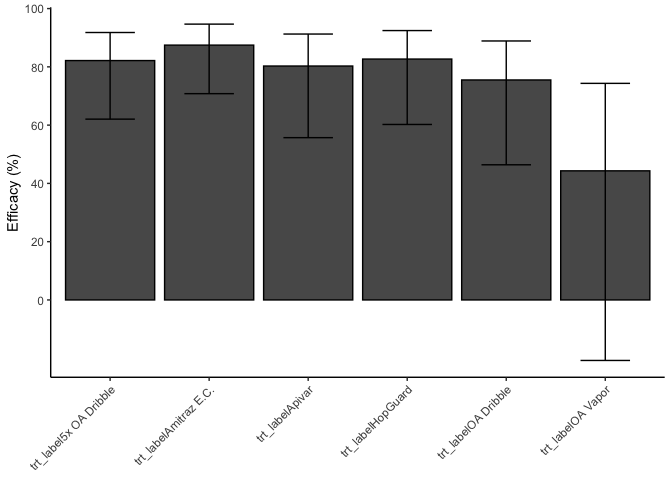 Efficacy (%)
100
80
60
40
20
0
trt_label5x OA Dribble
trt_labelAmitraz E.C.
trt_labelApivar
trt_labelHopGuard
trt_labelOA Dribble
trt_labelOA Vapor